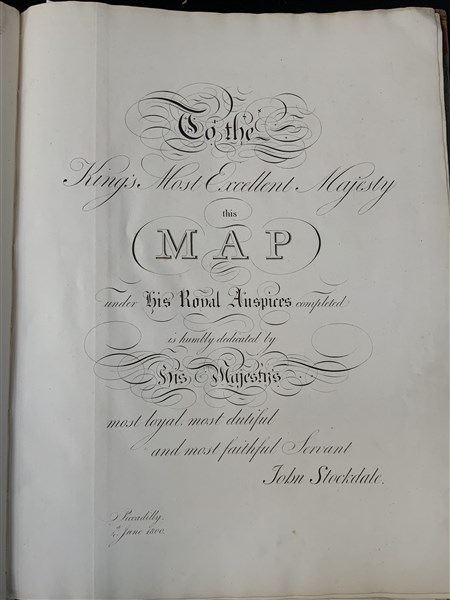 To the
King's Most Excellent Majesty
this
MAP
under His Royal Auspices completed
is humbly dedicated by
His Majesty's
most loyal, most dutiful
and most faithful Servant
John Stockdale.
Piccadilly.
June 1800.